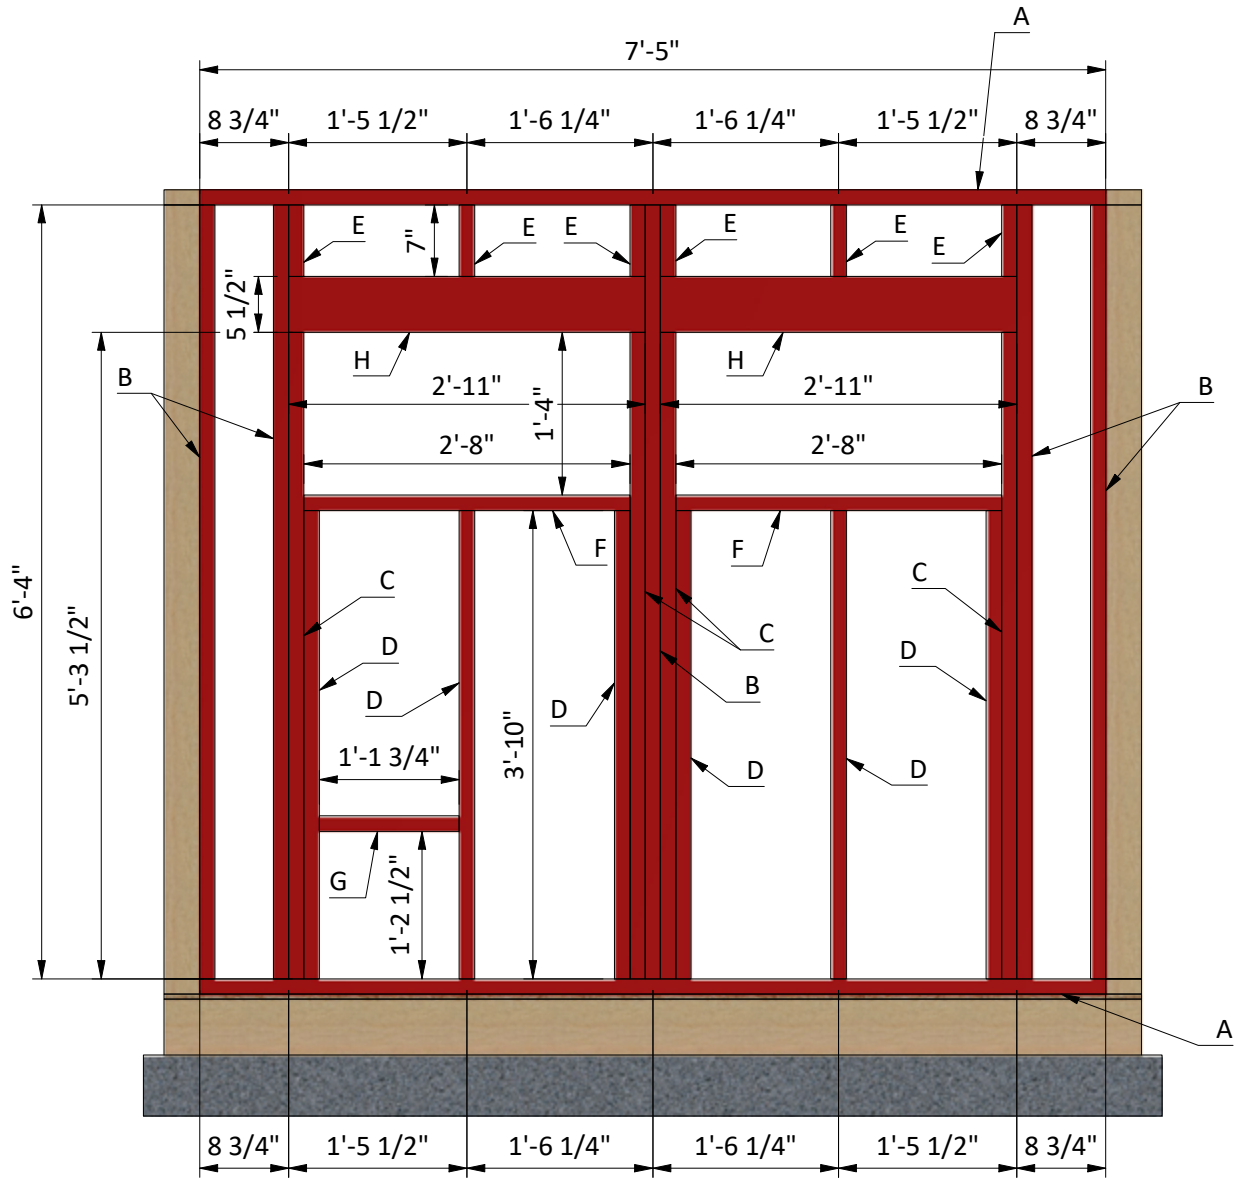 A
7'-5"
8 3/4" 1'-5 1/2" 1'-6 1/4" 1'-6 1/4" 1'-5 1/2" 8 3/4"
E E E E E E
7"
5 1/2"
H H
B 2'-11" 1'-4" 2'-11" B
2'-8" 2'-8"
F F
6'-4"
5'-3 1/2"
C C
C
D D D B D
3'-10"
1'-1 3/4" D D
G
1'-2 1/2"
A
8 3/4" 1'-5 1/2" 1'-6 1/4" 1'-6 1/4" 1'-5 1/2" 8 3/4"